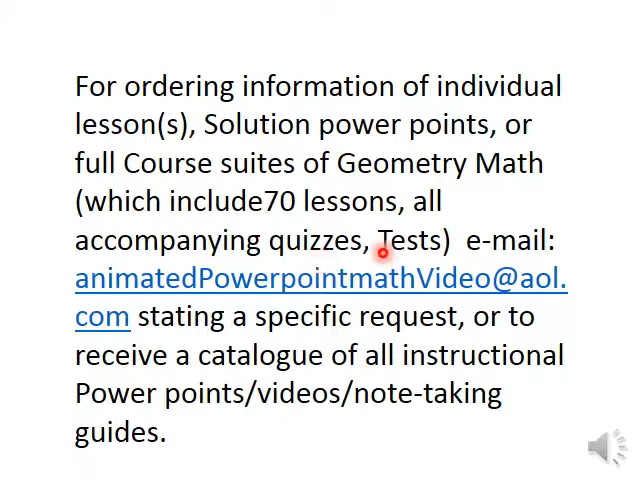 For ordering information of individual
lesson(s), Solution power points, or
full Course suites of Geometry Math
(which include70 lessons, all
accompanying quizzes, Tests)  e-mail:
animatedPowerpointmathVideo@aol.
com stating a specific request, or to
receive a catalogue of all instructional
Power points/videos/note-taking
guides.